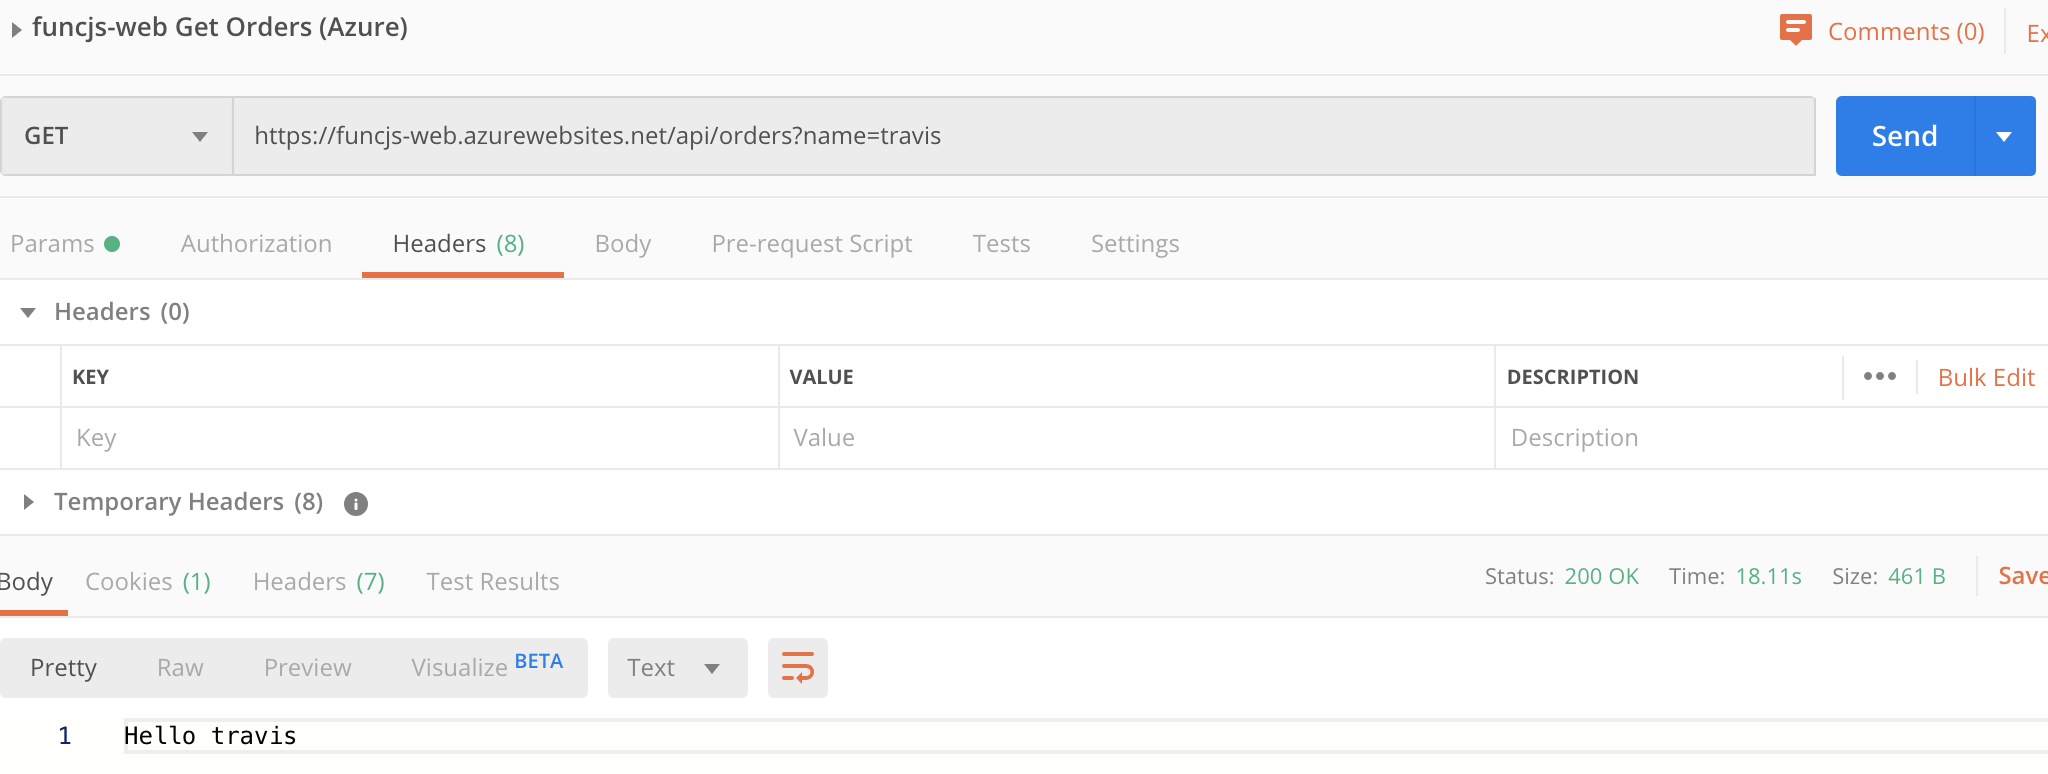 funcjs-web Get Orders (Azure)
Comments (0)
Ex
GET
https://funcjs-web.azurewebsites.net/api/orders?name=travis
Send
Params Authorization Headers (8) Body Pre-request Script Tests Settings
Headers (0)
KEY VALUE DESCRIPTION ••• Bulk Edit
Key Value Description
Temporary Headers (8) i
Body Cookies (1) Headers (7) Test Results Status: 200 OK Time: 18.11s Size: 461 B Save
Pretty Raw Preview Visualize BETA Text
1 Hello travis